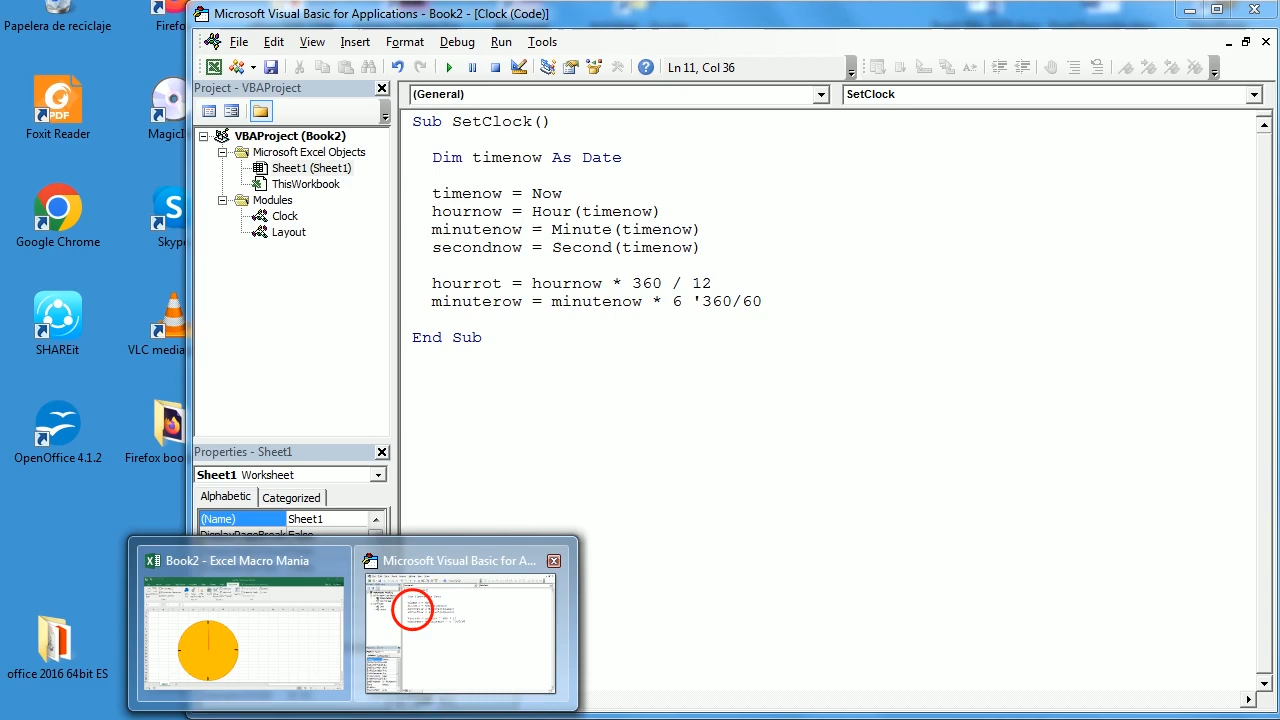 Papelera de reciclaje
Firefo
Foxit Reader
MagicI
Google Chrome
Skype
SHAREit
VLC media
OpenOffice 4.1.2
Firefox boo
office 2016 64bit ES
Microsoft Visual Basic for Applications - Book2 - [Clock (Code)]
File Edit View Insert Format Debug Run Tools
Ln 11, Col 36
Project - VBAProject
VBAProject (Book2)
Microsoft Excel Objects
Sheet1 (Sheet1)
ThisWorkbook
Modules
Clock
Layout
Properties - Sheet1
Sheet1 Worksheet
Alphabetic Categorized
(Name) Sheet1
DisplayPageBreak False
(General) SetClock
Sub SetClock()
Dim timenow As Date
timenow = Now
hournow = Hour(timenow)
minutenow = Minute(timenow)
secondnow = Second(timenow)
hourrot = hournow * 360 / 12
minuterow = minutenow * 6 '360/60
End Sub
Book2 - Excel Macro Mania
Microsoft Visual Basic for A...